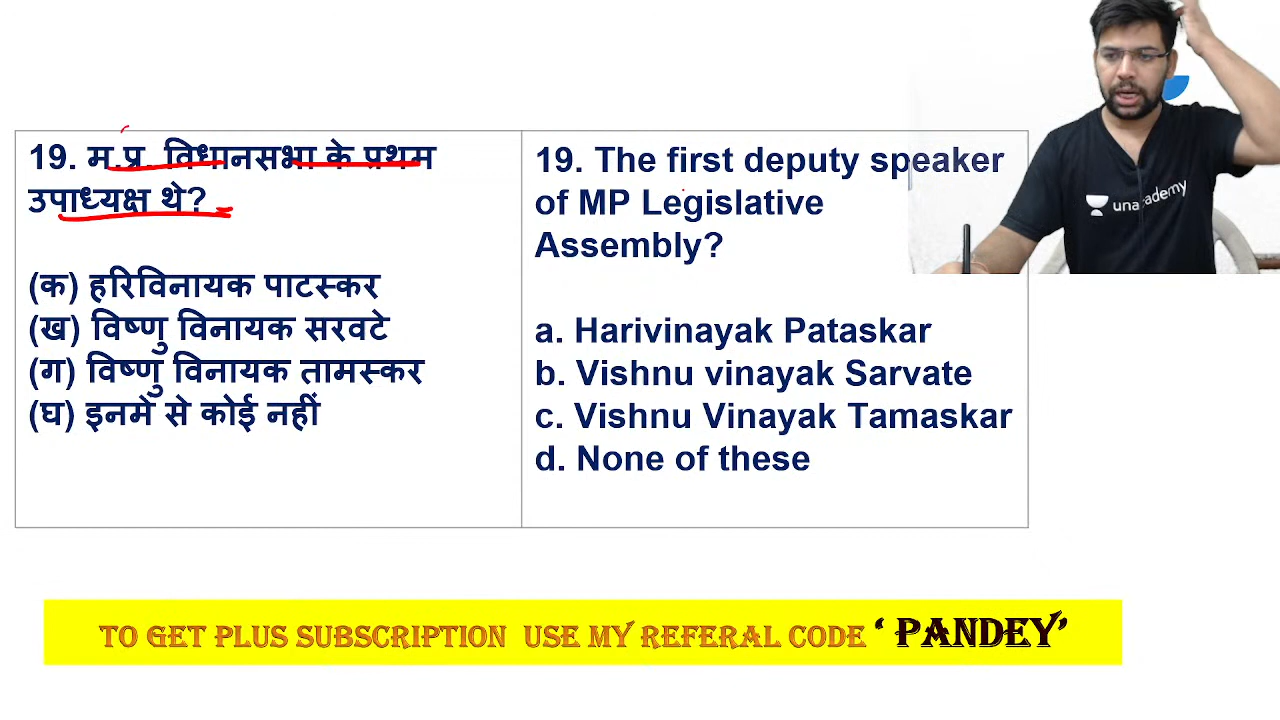 19. म.प्र. विधानसभा के प्रथम
उपाध्यक्ष थे?
(क) हरिविनायक पाटस्कर
(ख) विष्णु विनायक सरवटे
(ग) विष्णु विनायक तामस्कर
(घ) इनमे से कोई नहीं
19. The first deputy speaker
of MP Legislative
Assembly?
a. Harivinayak Pataskar
b. Vishnu vinayak Sarvate
c. Vishnu Vinayak Tamaskar
d. None of these
unacademy
TO GET PLUS SUBSCRIPTION USE MY REFERAL CODE ‘ PANDEY’